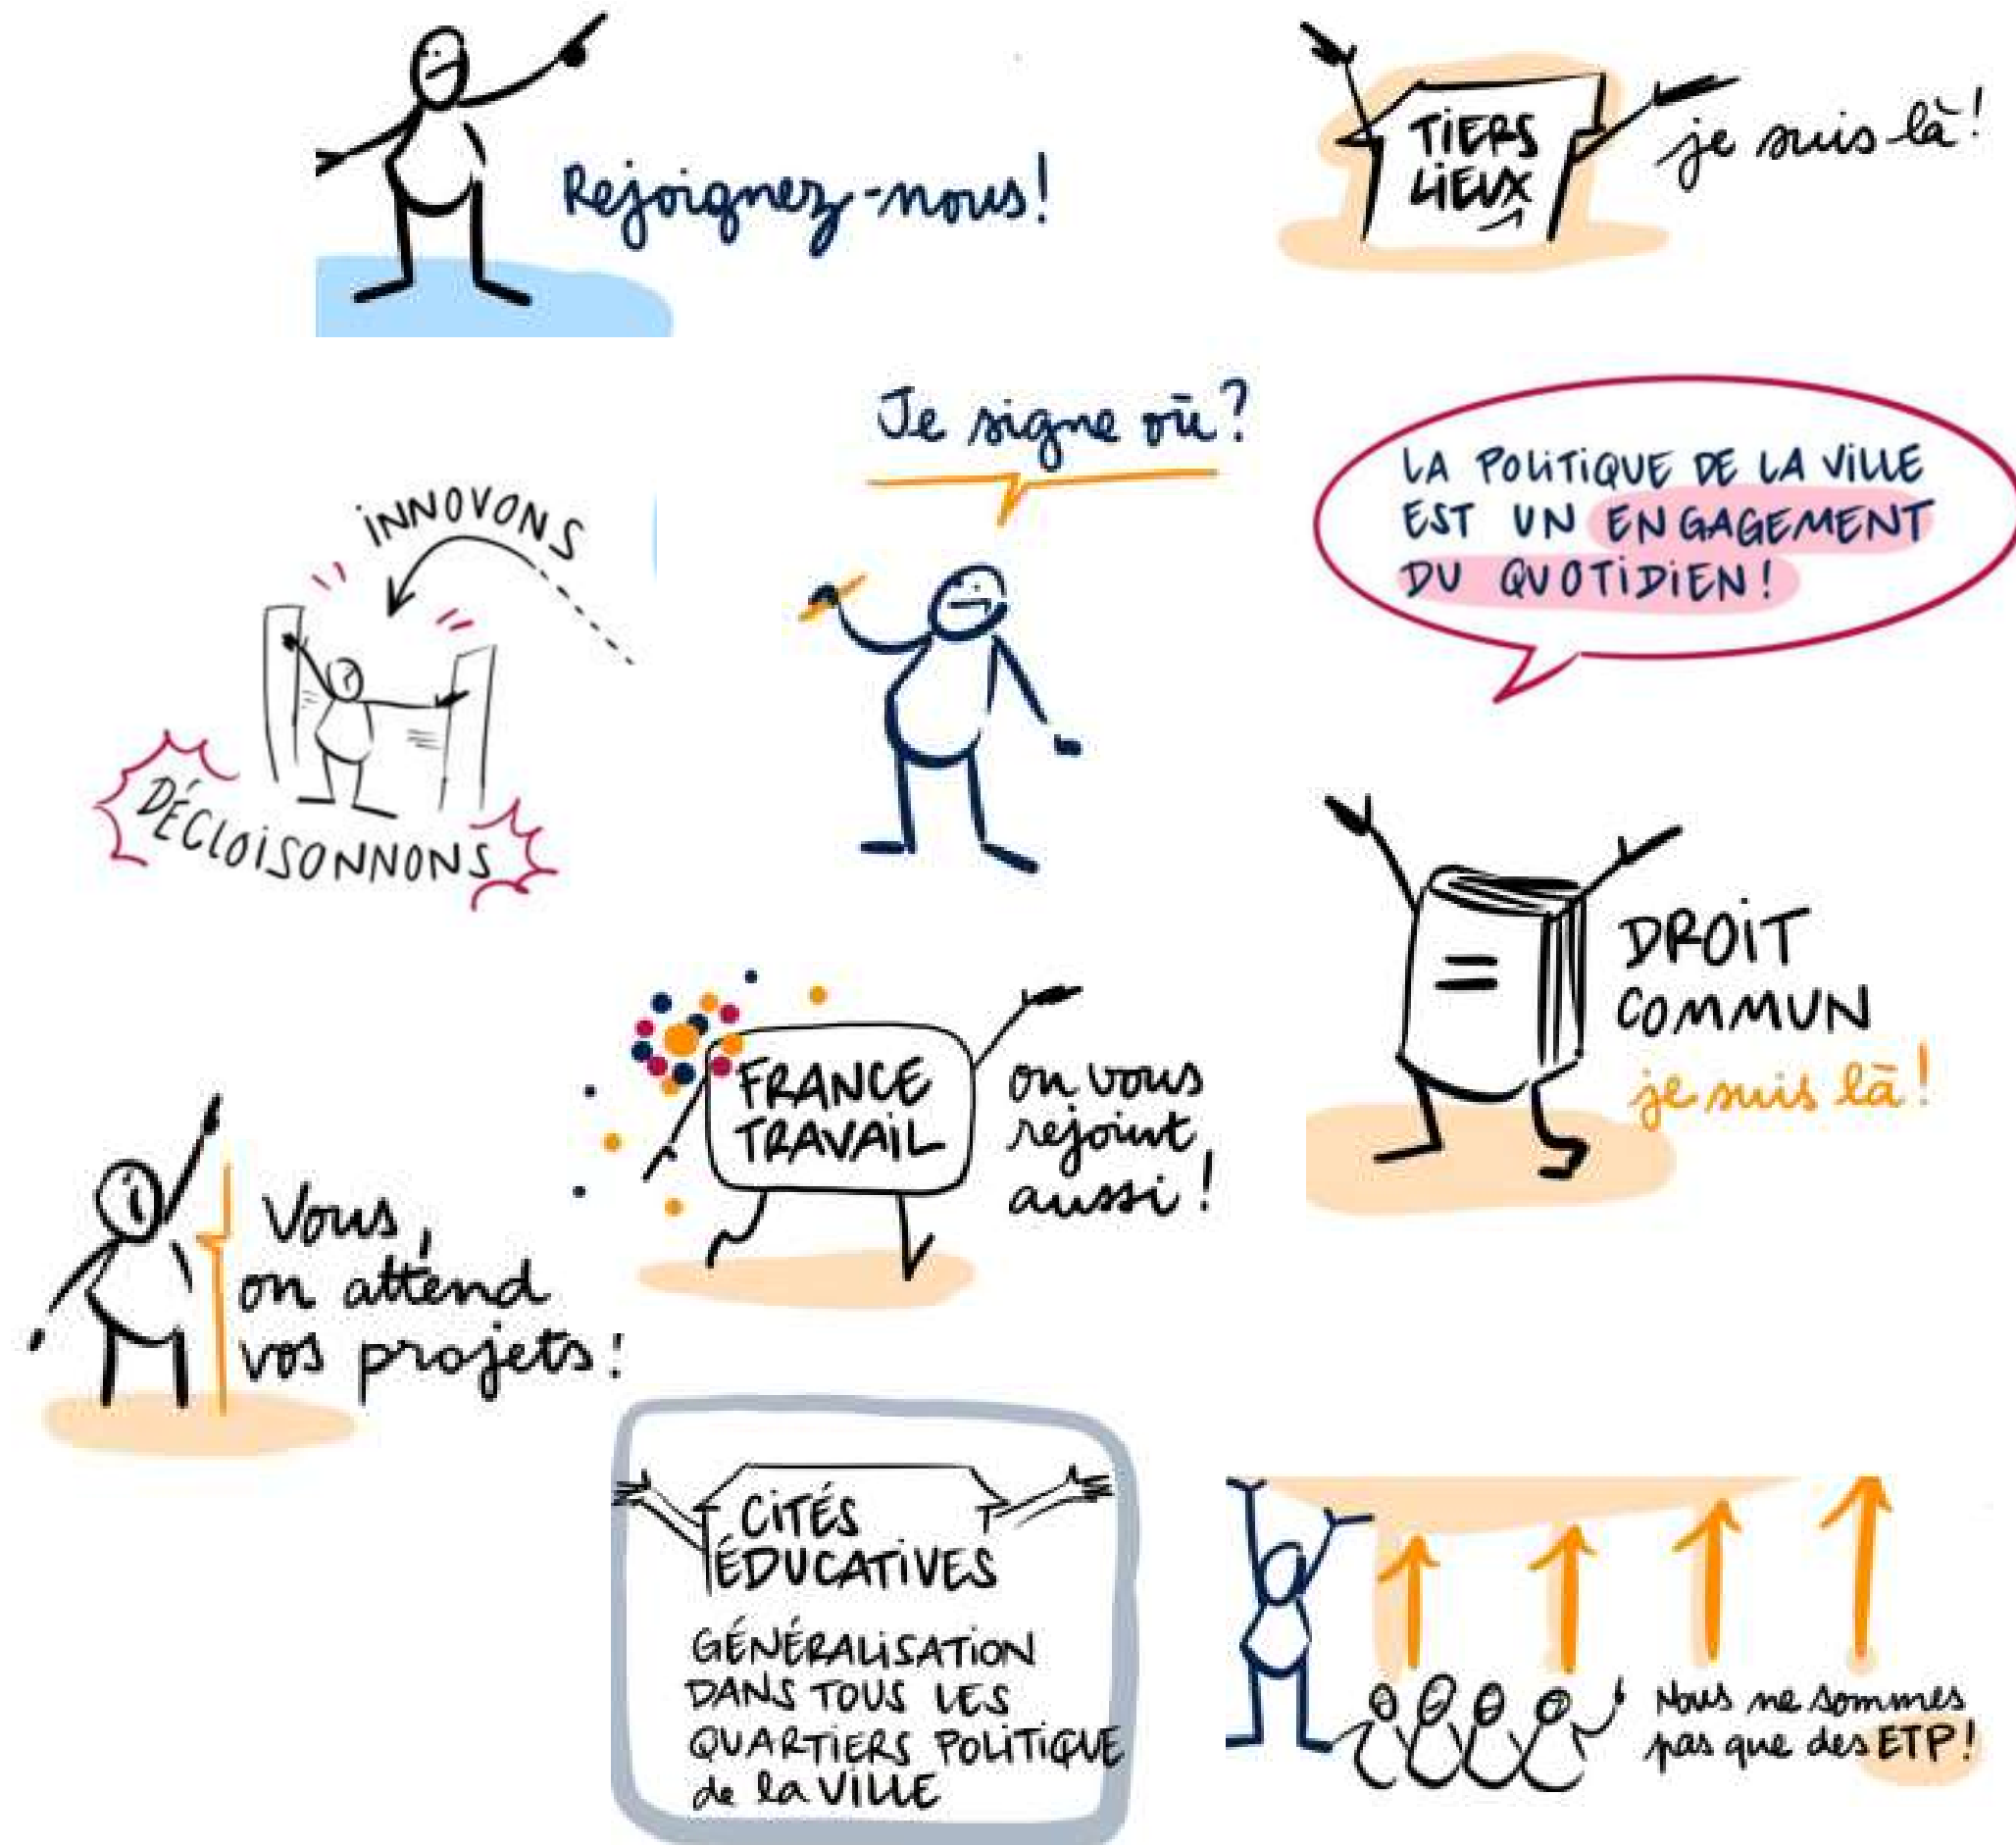 Rejoignez-nous!
TIERS
LIEUX
je suis là!
Je signe où?
LA POLITIQUE DE LA VILLE
EST UN ENGAGEMENT
DU QUOTIDIEN!
INNOVONS
DÉCLOISONNONS
DROIT
COMMUN
je suis là!
FRANCE
TRAVAIL
on vous
rejoint
aussi!
Vous,
on attend
vos projets!
CITÉS
ÉDUCATIVES
GÉNÉRALISATION
DANS TOUS LES
QUARTIERS POLITIQUE
de la VILLE
Nous ne sommes
pas que des ETP!